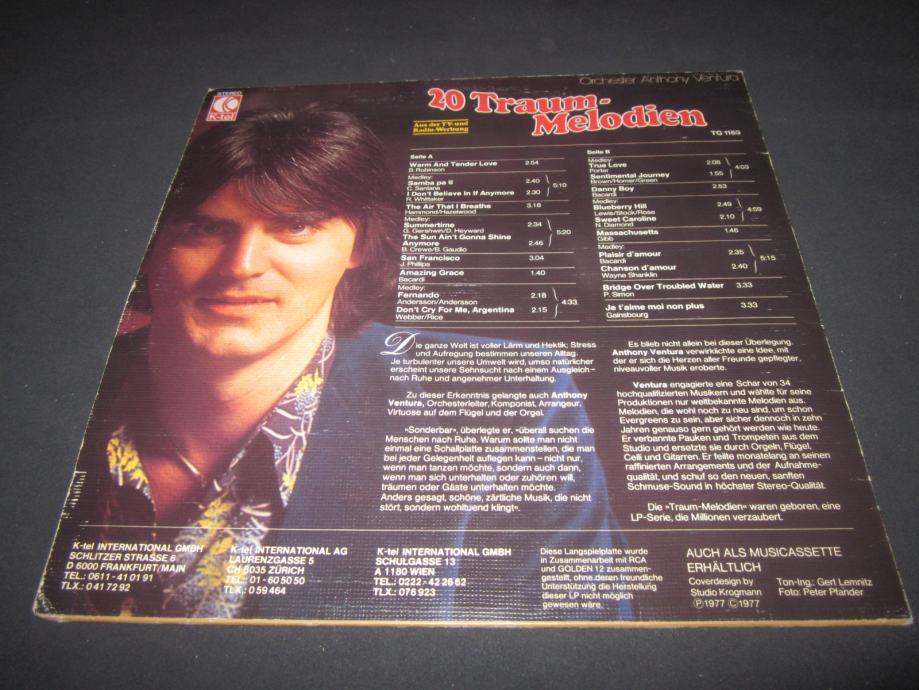 STEREO
K-tel
Orchester Anthony Ventura
20 Traum-
Melodien
Aus der TV-und
Radio-Werbung
TG 1163
Seite A
Warm And Tender Love 2.54
B. Robinson
Medley:
Samba pa ti 2.40
C. Santana
I Don't Believe In If Anymore 2.30
R. Whittaker
5:10
The Air That I Breathe 3.18
Hammond/Hazelwood
Medley:
Summertime 2.34
G. Gershwin/D. Heyward
The Sun Ain't Gonna Shine
Anymore 2.46
B. Crewe/B. Gaudio
5:20
San Francisco 3.04
J. Phillips
Amazing Grace 1.40
Bacardi
Medley:
Fernando 2.18
Andersson/Andersson
Don't Cry For Me, Argentina 2.15
Webber/Rice
4:33
Seite B
Medley:
True Love 2:08
Porter
Sentimental Journey 1.55
Brown/Homer/Green
4:03
Danny Boy 2.53
Bacardi
Medley:
Blueberry Hill 2.49
Lewis/Stock/Rose
Sweet Caroline 2.10
N. Diamond
4:59
Massachusetts 1.46
Gibb
Medley:
Plaisir d'amour 2.35
Bacardi
Chanson d'amour 2.40
Wayne Shanklin
5:15
Bridge Over Troubled Water 3.33
P. Simon
Je t'aime moi non plus 3.33
Gainsbourg
Die ganze Welt ist voller Lärm und Hektik; Stress
und Aufregung bestimmen unseren Alltag.
Je turbulenter unsere Umwelt wird, umso natürlicher
erscheint unsere Sehnsucht nach einem Ausgleich-
nach Ruhe und angenehmer Unterhaltung.
Zu dieser Erkenntnis gelangte auch Anthony
Ventura, Orchesterleiter, Komponist, Arrangeur.
Virtuose auf dem Flügel und der Orgel.
«Sonderbar», überlegte er, «überall suchen die
Menschen nach Ruhe. Warum sollte man nicht
einmal eine Schallplatte zusammenstellen, die man
bei jeder Gelegenheit auflegen kann – nicht nur,
wenn man tanzen möchte, sondern auch dann,
wenn man sich unterhalten oder zuhören will,
träumen oder Gäste unterhalten möchte.
Anders gesagt, schöne, zärtliche Musik, die nicht
stört, sondern wohltuend klingt».
Es blieb nicht allein bei dieser Überlegung.
Anthony Ventura verwirklichte eine Idee, mit
der er sich die Herzen aller Freunde gepflegter,
niveauvoller Musik eroberte.
Ventura engagierte eine Schar von 34
hochqualifizierten Musikern und wählte für seine
Produktionen nur weltbekannte Melodien aus.
Melodien, die wohl noch zu neu sind, um schon
Evergreens zu sein, aber sicher dennoch in zehn
Jahren genauso gern gehört werden wie heute.
Er verbannte Pauken und Trompeten aus dem
Studio und ersetzte sie durch Orgeln, Flügel,
Celli und Gitarren. Er feilte monatelang an seinen
raffinierten Arrangements und der Aufnahme-
qualität, und schuf so den neuen, sanften
Schmuse-Sound in höchster Stereo-Qualität.
Die «Traum-Melodien» waren geboren, eine
LP-Serie, die Millionen verzaubert.
K-tel INTERNATIONAL GMBH
SCHLITZER STRASSE 6
D 6000 FRANKFURT/MAIN
TEL.: 0611-41 01 91
TLX.: 0 41 72 92
K-tel INTERNATIONAL AG
LAURENZGASSE 5
CH 8035 ZÜRICH
TEL.: 01 - 60 50 50
TLX.: 0 59 464
K-tel INTERNATIONAL GMBH
SCHULGASSE 13
A 1180 WIEN
TEL.: 0222 - 42 26 62
TLX.: 076 923
Diese Langspielplatte wurde
in Zusammenarbeit mit RCA
und GOLDEN 12 zusammen-
gestellt, ohne deren freundliche
Unterstützung die Herstellung
dieser LP nicht möglich
gewesen wäre.
AUCH ALS MUSICASSETTE
ERHÄLTLICH
Coverdesign by
Studio Krogmann
Ⓟ1977 Ⓒ1977
Ton-Ing.: Gert Lemnitz
Foto: Peter Pfander